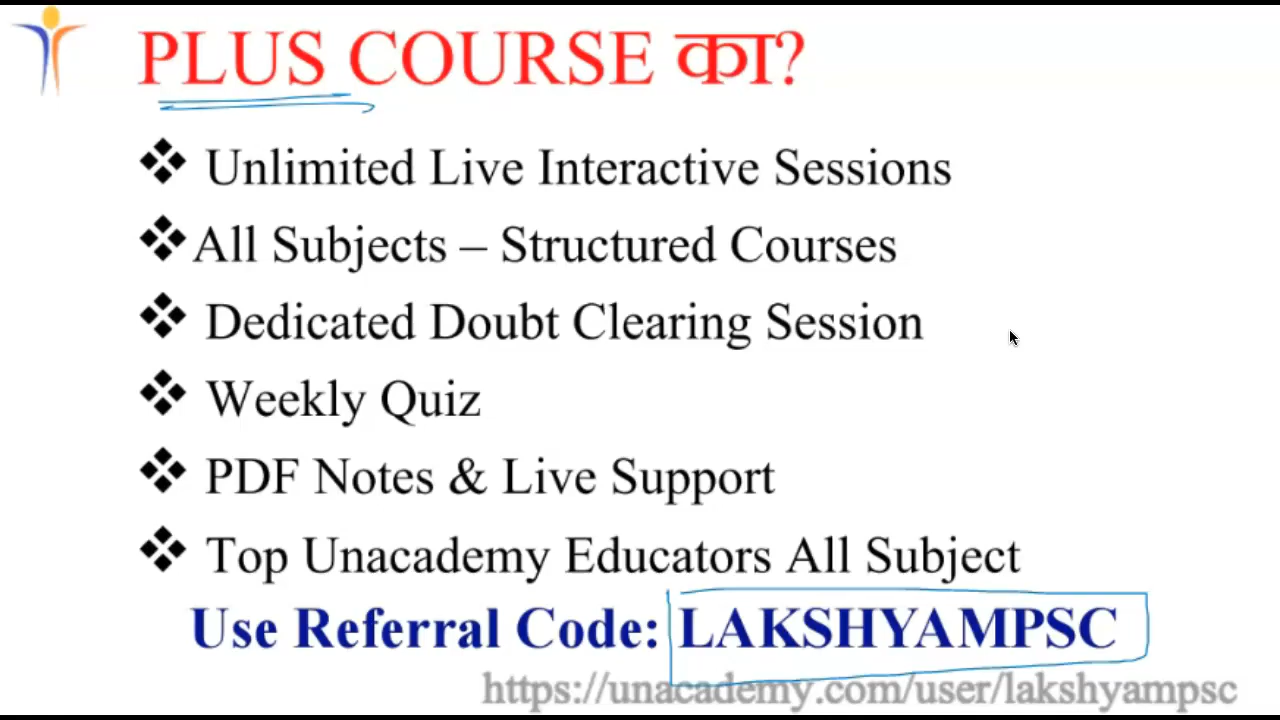 PLUS COURSE का?
Unlimited Live Interactive Sessions
All Subjects – Structured Courses
Dedicated Doubt Clearing Session
Weekly Quiz
PDF Notes & Live Support
Top Unacademy Educators All Subject
Use Referral Code: LAKSHYAMPSC
https://unacademy.com/user/lakshyampsc